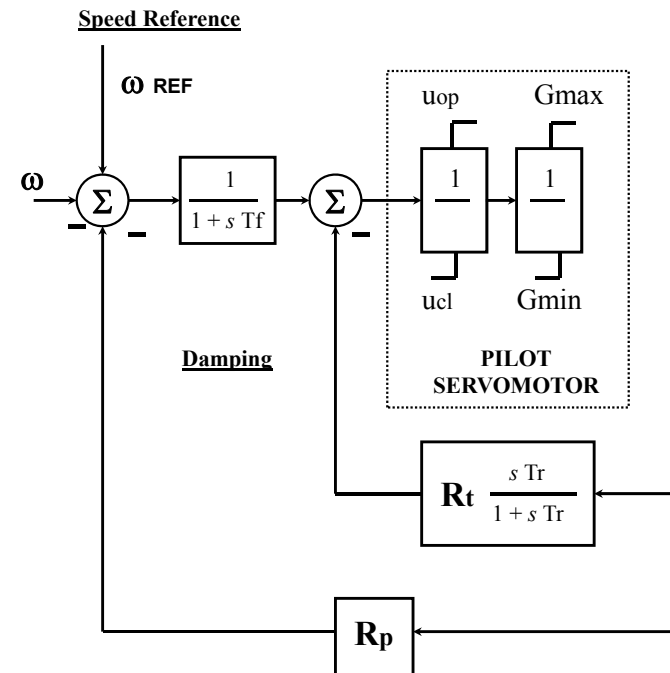 Speed Reference
ω REF
uop Gmax
ω
Σ
1
1 + s Tf
Σ
1
1
ucl Gmin
Damping
PILOT
SERVOMOTOR
Rt s Tr
1 + s Tr
Rp